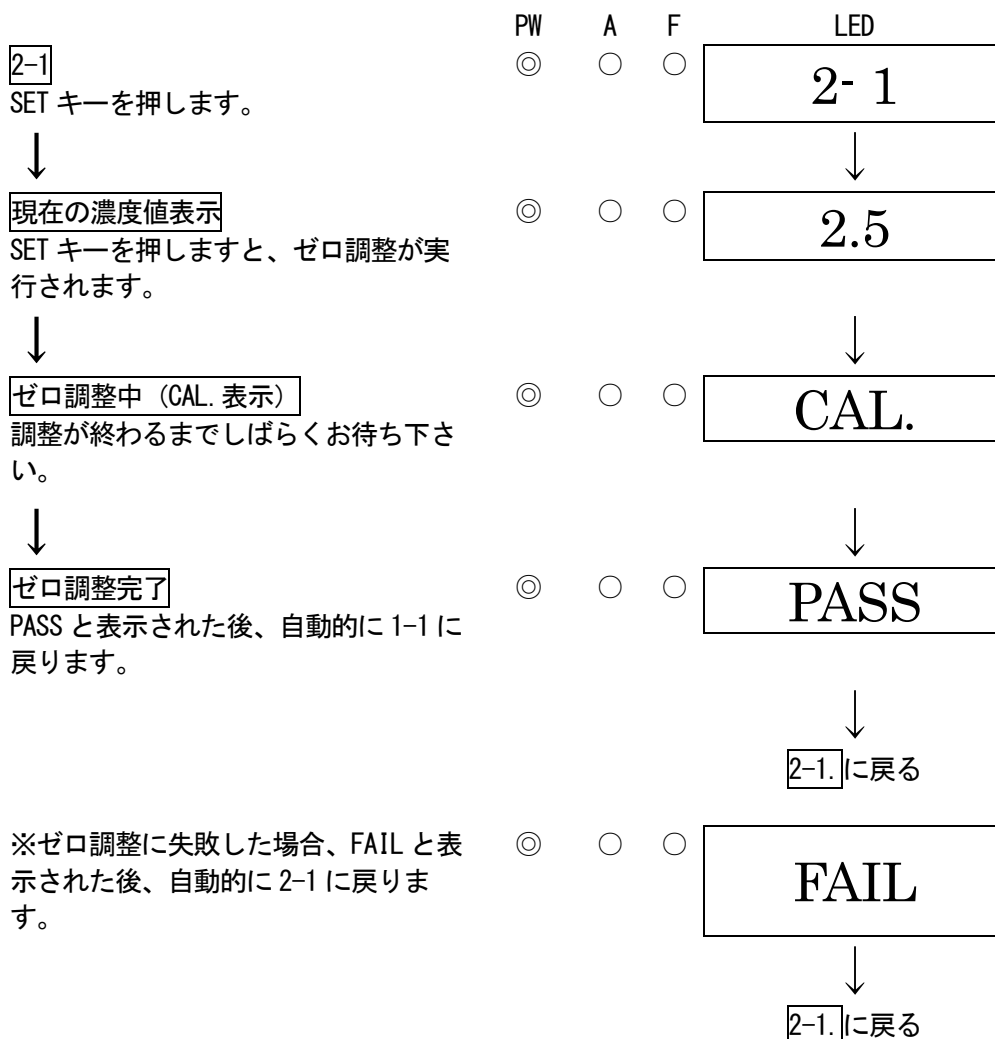 PW A F LED
2-1 ◎ ○ ○ 2- 1
SET キーを押します。
↓ ↓
現在の濃度値表示 ◎ ○ ○ 2.5
SET キーを押しますと、ゼロ調整が実
行されます。
↓ ↓
ゼロ調整中（CAL.表示） ◎ ○ ○ CAL.
調整が終わるまでしばらくお待ち下さ
い。
↓ ↓
ゼロ調整完了 ◎ ○ ○ PASS
PASS と表示された後、自動的に 1-1 に
戻ります。
↓
2-1.に戻る
※ゼロ調整に失敗した場合、FAIL と表 ◎ ○ ○ FAIL
示された後、自動的に 2-1 に戻りま
す。
↓
2-1.に戻る